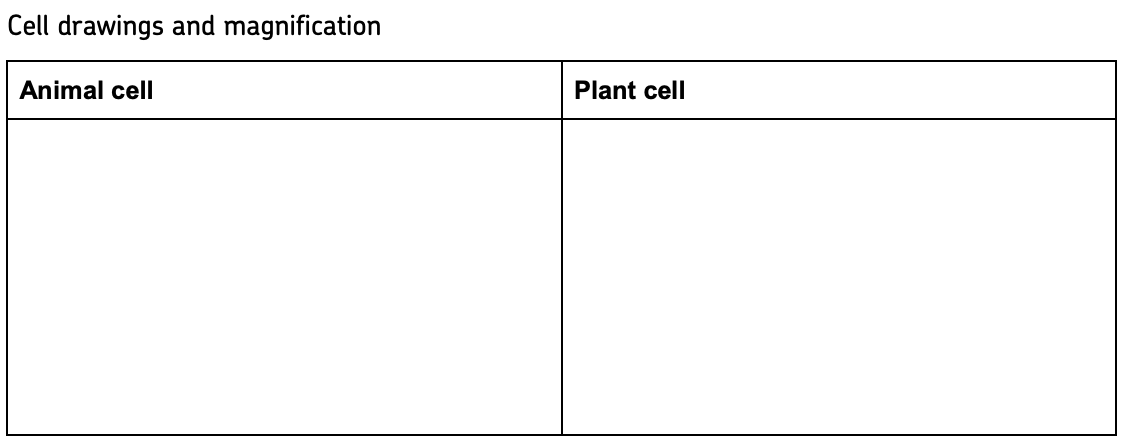 Cell drawings and magnification
Animal cell
Plant cell